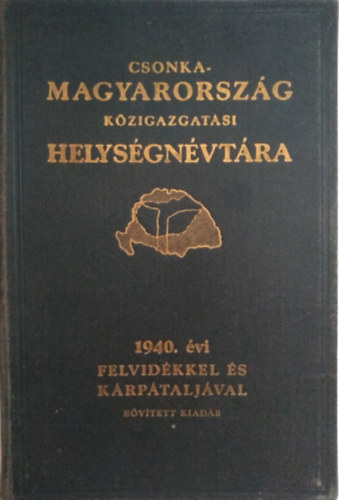 CSONKA-
MAGYARORSZÁG
KÖZIGAZGATÁSI
HELYSÉGNÉVTÁRA
1940. évi
FELVIDÉKKEL ÉS
KÁRPÁTALJÁVAL
BŐVÍTETT KIADÁS